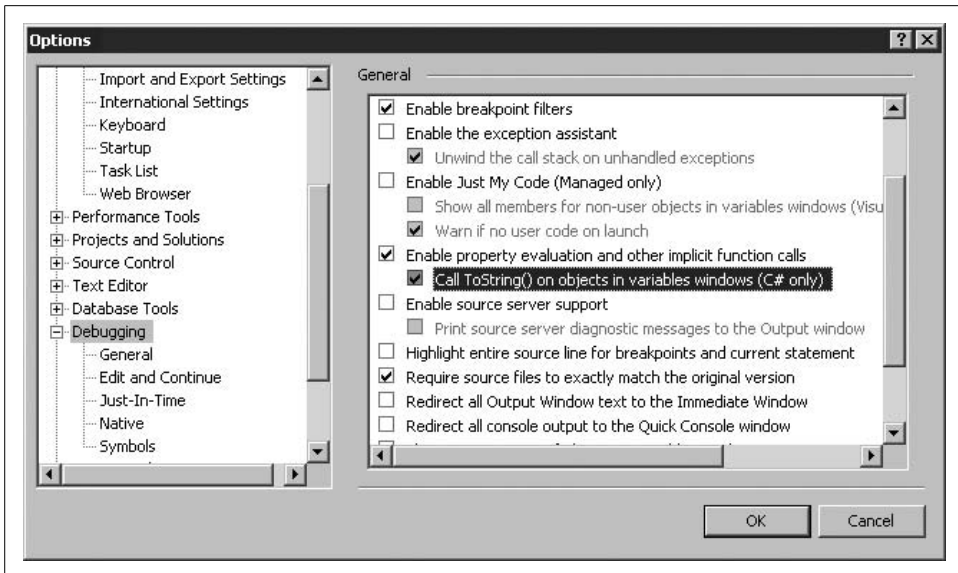 Options
Import and Export Settings
International Settings
Keyboard
Startup
Task List
Web Browser
Performance Tools
Projects and Solutions
Source Control
Text Editor
Database Tools
Debugging
General
Edit and Continue
Just-In-Time
Native
Symbols
General
Enable breakpoint filters
Enable the exception assistant
Unwind the call stack on unhandled exceptions
Enable Just My Code (Managed only)
Show all members for non-user objects in variables windows (Visu
Warn if no user code on launch
Enable property evaluation and other implicit function calls
Call ToString() on objects in variables windows (C# only)
Enable source server support
Print source server diagnostic messages to the Output window
Highlight entire source line for breakpoints and current statement
Require source files to exactly match the original version
Redirect all Output Window text to the Immediate Window
Redirect all console output to the Quick Console window
OK
Cancel